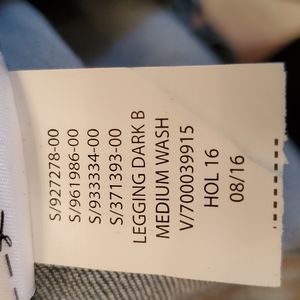 S/927278-00
S/961986-00
S/933334-00
S/371393-00
LEGGING DARK B
MEDIUM WASH
V/700039915
HOL 16
08/16